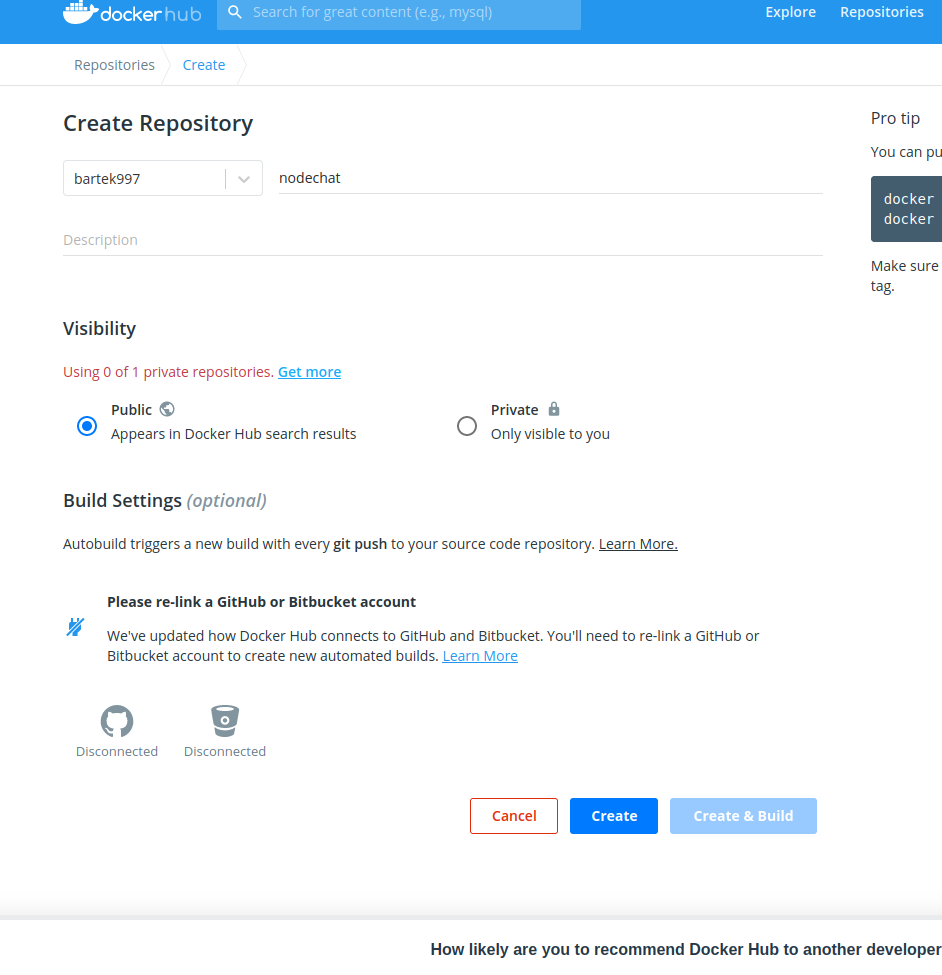 dockerhub
Search for great content (e.g., mysql)
Explore
Repositories
Repositories
Create
Create Repository
bartek997
nodechat
Description
Visibility
Using 0 of 1 private repositories. Get more
Public
Appears in Docker Hub search results
Private
Only visible to you
Build Settings (optional)
Autobuild triggers a new build with every git push to your source code repository. Learn More.
Please re-link a GitHub or Bitbucket account
We've updated how Docker Hub connects to GitHub and Bitbucket. You'll need to re-link a GitHub or
Bitbucket account to create new automated builds. Learn More
Disconnected
Disconnected
Cancel
Create
Create & Build
Pro tip
You can pu
docker
docker
Make sure
tag.
How likely are you to recommend Docker Hub to another developer